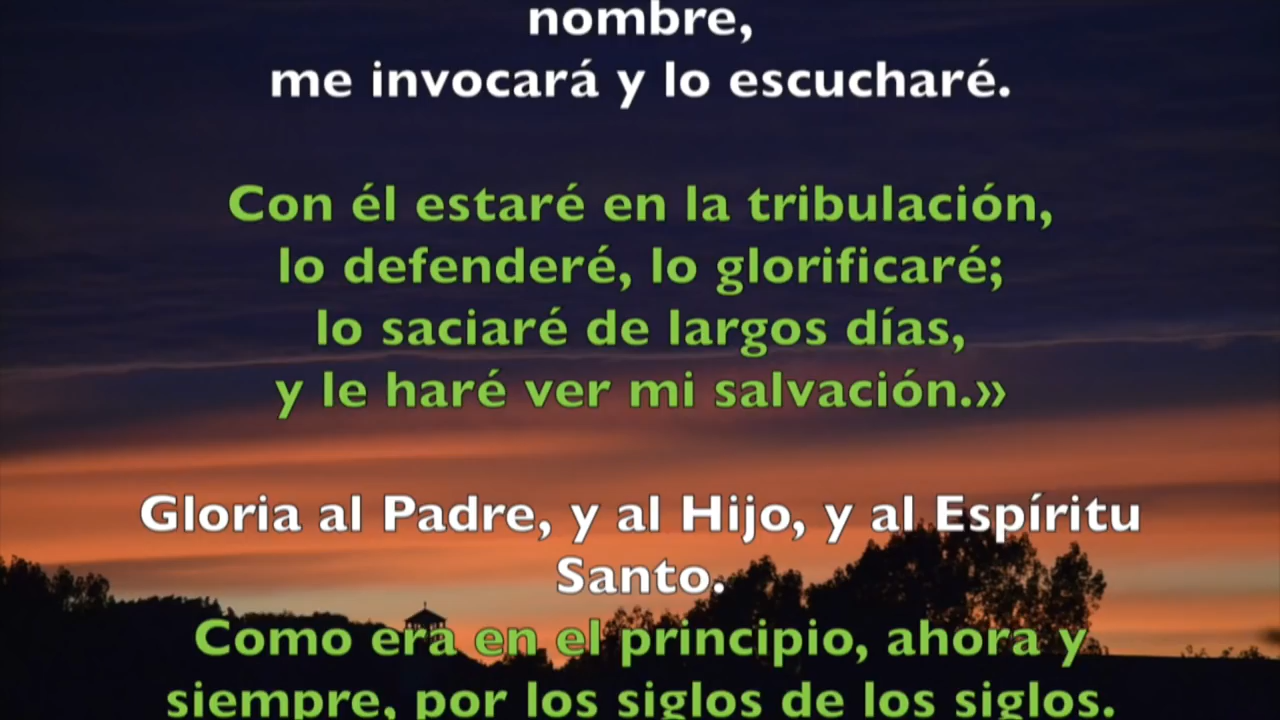 nombre,
me invocará y lo escucharé.
Con él estaré en la tribulación,
lo defenderé, lo glorificaré;
lo saciaré de largos días,
y le haré ver mi salvación.»
Gloria al Padre, y al Hijo, y al Espíritu
Santo.
Como era en el principio, ahora y
siempre, por los siglos de los siglos.